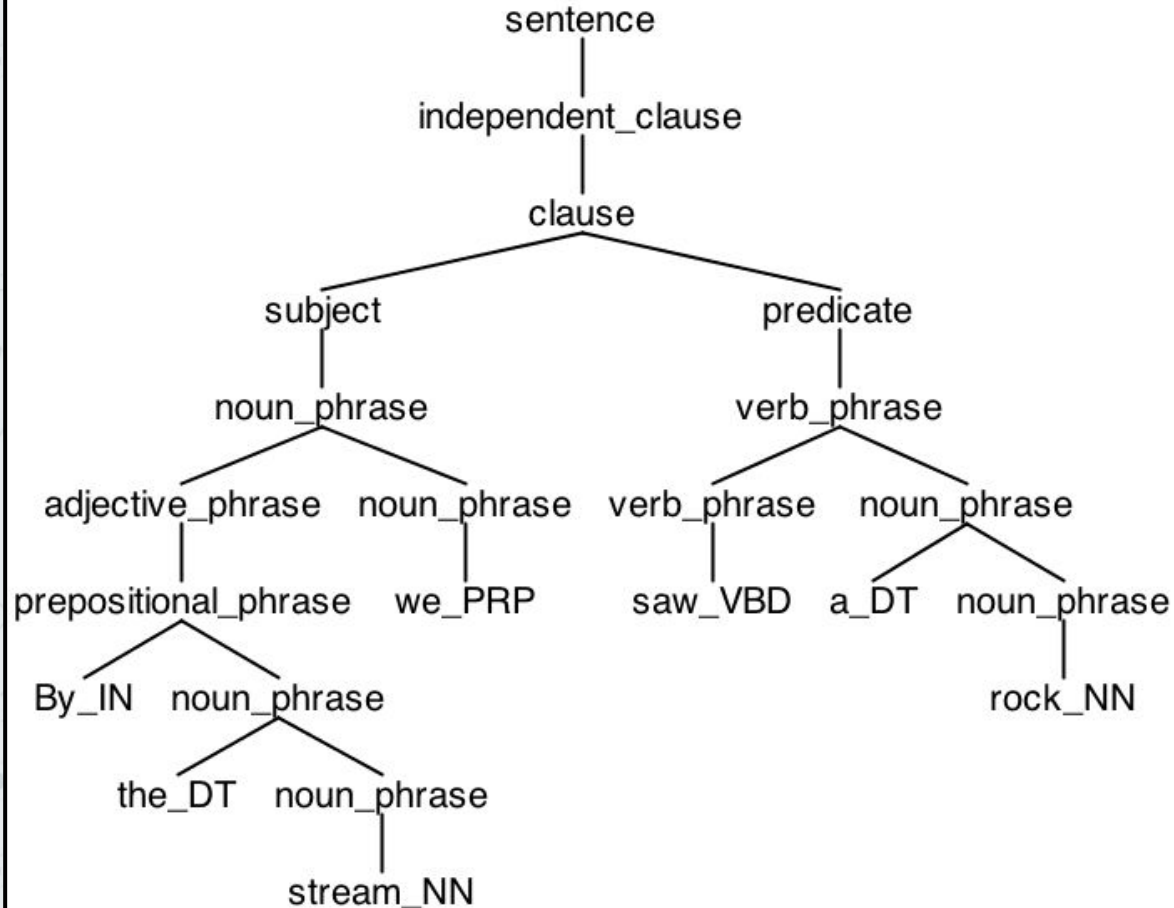 sentence
independent_clause
clause
subject predicate
noun_phrase verb_phrase
adjective_phrase noun_phrase verb_phrase noun_phrase
prepositional_phrase we_PRP saw_VBD a_DT noun_phrase
By_IN noun_phrase rock_NN
the_DT noun_phrase
stream_NN